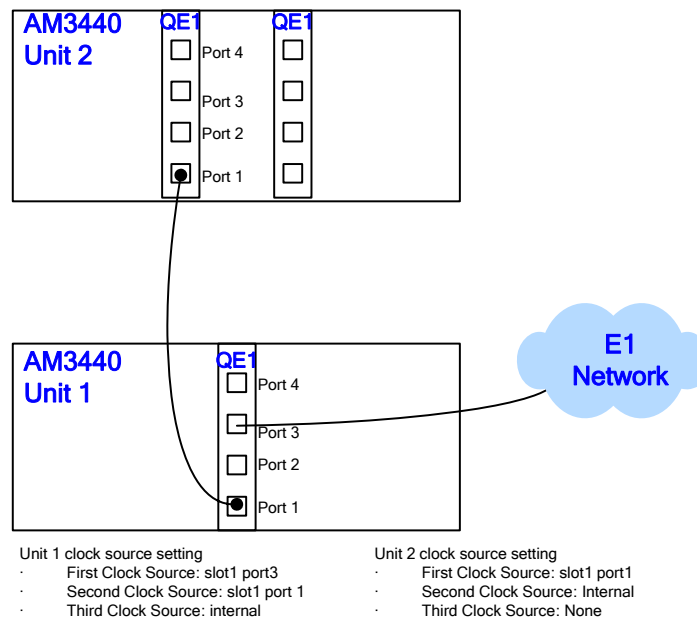 AM3440
Unit 2
QE1
QE1
Port 4
Port 3
Port 2
Port 1
AM3440
Unit 1
QE1
Port 4
Port 3
Port 2
Port 1
E1
Network
Unit 1 clock source setting
· First Clock Source: slot1 port3
· Second Clock Source: slot1 port 1
· Third Clock Source: internal
Unit 2 clock source setting
· First Clock Source: slot1 port1
· Second Clock Source: Internal
· Third Clock Source: None